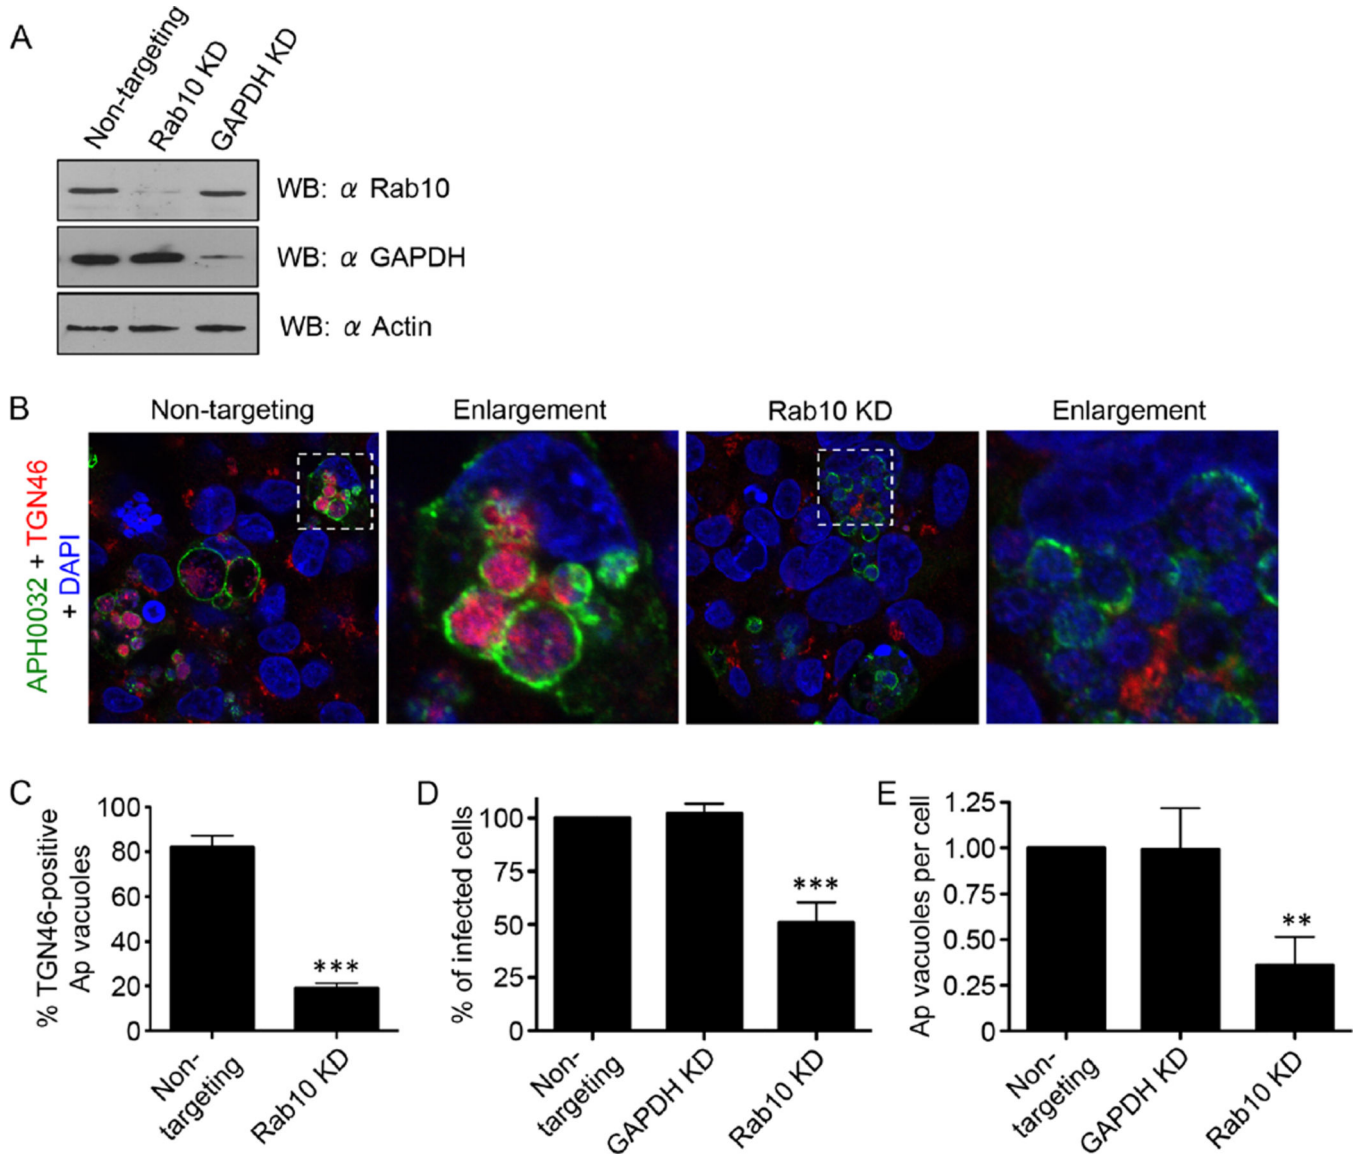 A
Non-targeting
Rab10 KD
GAPDH KD
WB: α Rab10
WB: α GAPDH
WB: α Actin
B
Non-targeting
Enlargement
Rab10 KD
Enlargement
APH0032 + TGN46
+ DAPI
C
% TGN46-positive
Ap vacuoles
100
80
60
40
20
0
***
Non-
targeting
Rab10 KD
D
% of infected cells
100
75
50
25
0
***
Non-
targeting
GAPDH KD
Rab10 KD
E
Ap vacuoles per cell
1.25
1.00
0.75
0.50
0.25
0
**
Non-
targeting
GAPDH KD
Rab10 KD